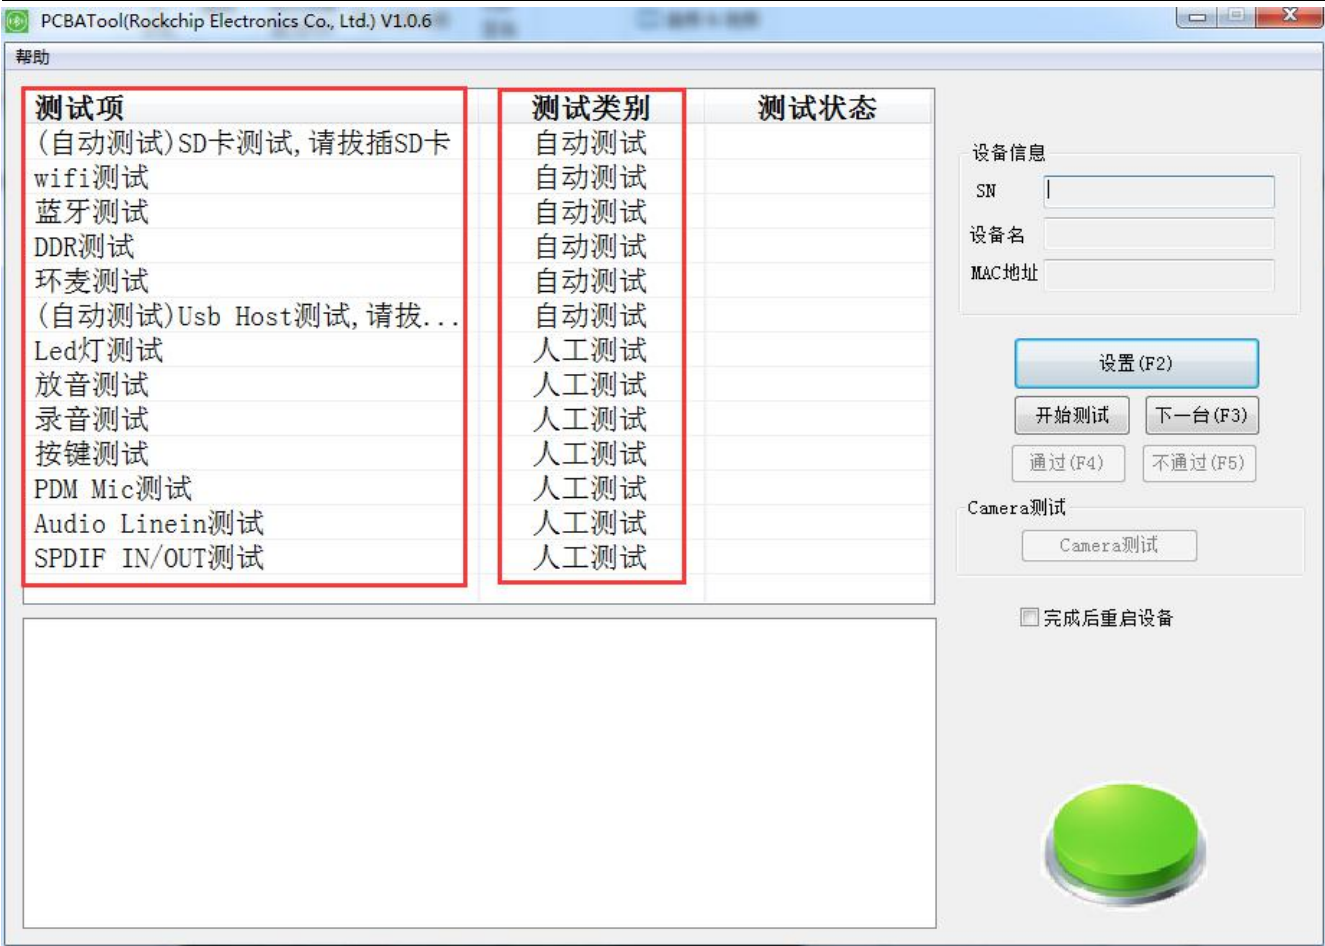 PCBATool(Rockchip Electronics Co., Ltd.) V1.0.6
帮助
测试项 测试类别 测试状态
(自动测试)SD卡测试,请拔插SD卡 自动测试
wifi测试 自动测试
蓝牙测试 自动测试
DDR测试 自动测试
环麦测试 自动测试
(自动测试)Usb Host测试,请拔... 自动测试
Led灯测试 人工测试
放音测试 人工测试
录音测试 人工测试
按键测试 人工测试
PDM Mic测试 人工测试
Audio Linein测试 人工测试
SPDIF IN/OUT测试 人工测试
设备信息
SN
设备名
MAC地址
设置(F2)
开始测试 下一台(F3)
通过(F4) 不通过(F5)
Camera测试
Camera测试
完成后重启设备